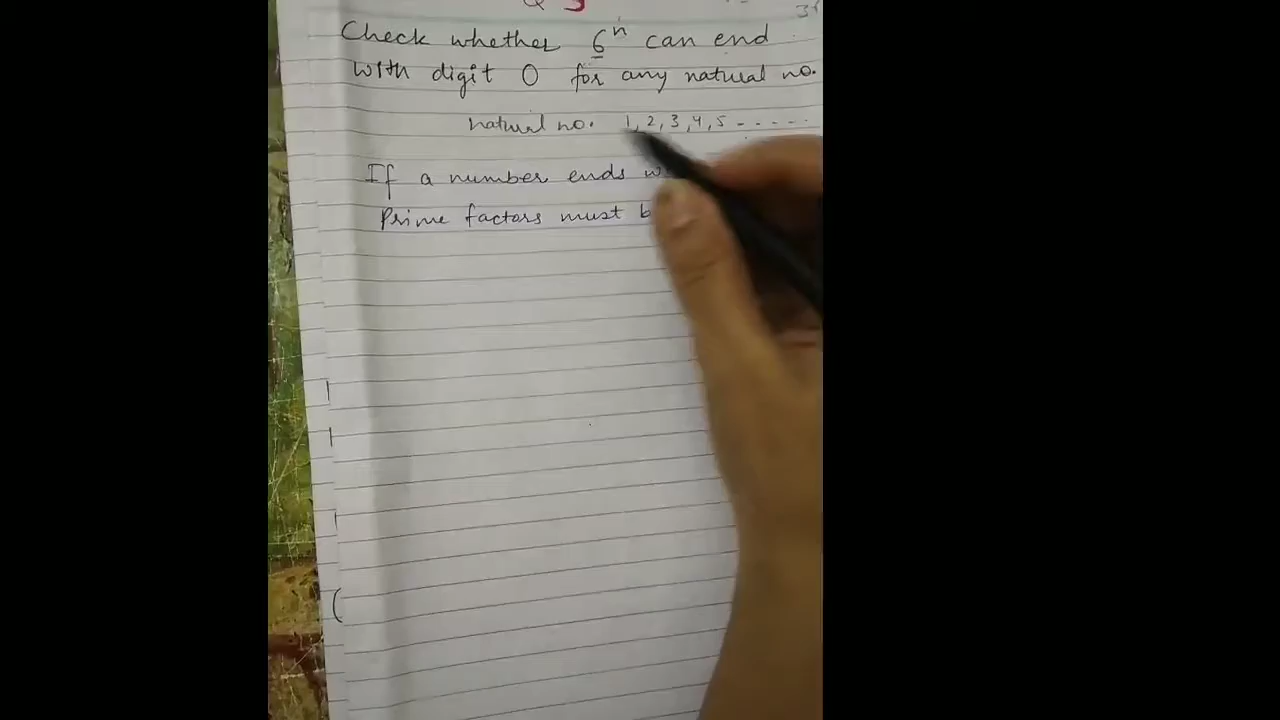 Q 3
Check whether 6ⁿ can end
with digit 0 for any natural no.
natural no. 1, 2, 3, 4, 5 - - - - -
If a number ends
Prime factors must